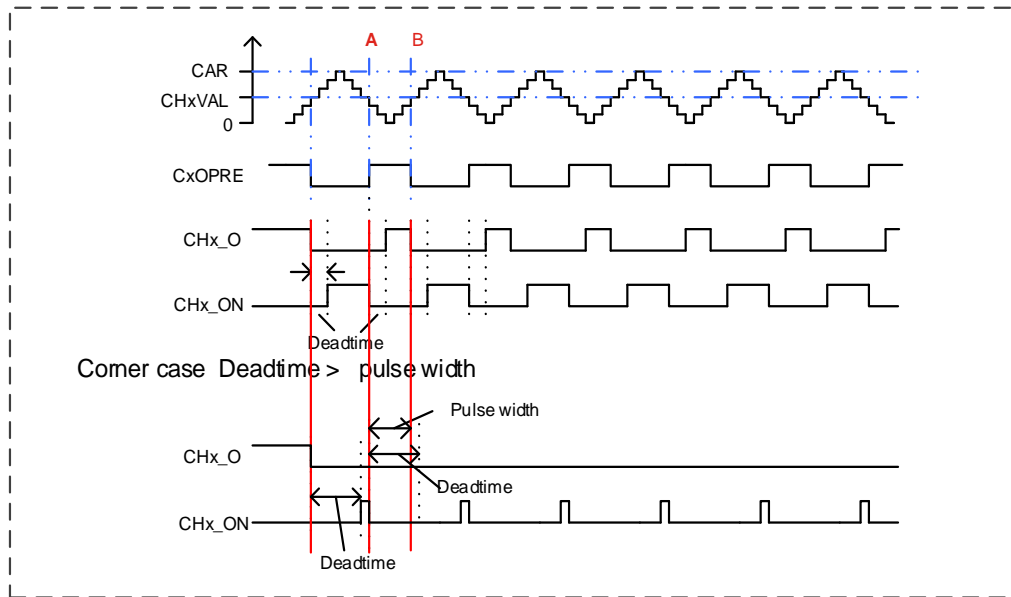 A B
CAR
CHxVAL
0
CxOPRE
CHx_O
CHx_ON
Deadtime
Corner case Deadtime > pulse width
Pulse width
CHx_O
Deadtime
CHx_ON
Deadtime